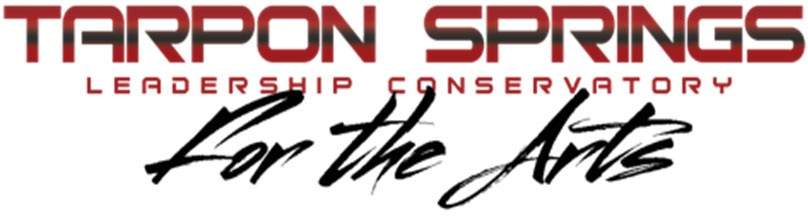 TARPON SPRINGS
LEADERSHIP CONSERVATORY
For the Arts